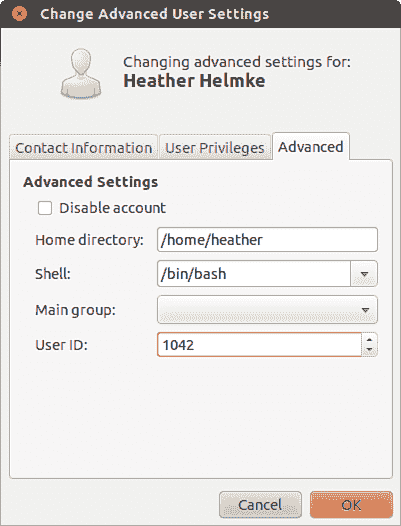 Change Advanced User Settings
Changing advanced settings for:
Heather Helmke
Contact Information User Privileges Advanced
Advanced Settings
Disable account
Home directory: /home/heather
Shell: /bin/bash
Main group:
User ID: 1042
Cancel OK